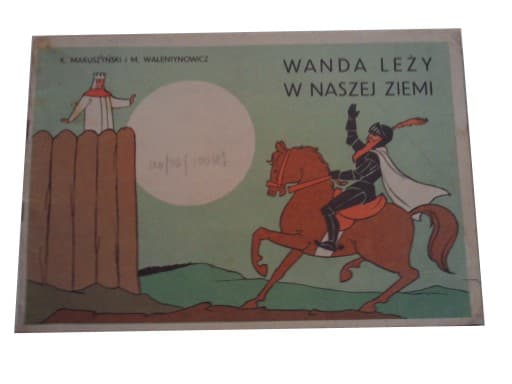 K. MAKUSZYŃSKI I M. WALENTYNOWICZ
WANDA LEŻY
W NASZEJ ZIEMI